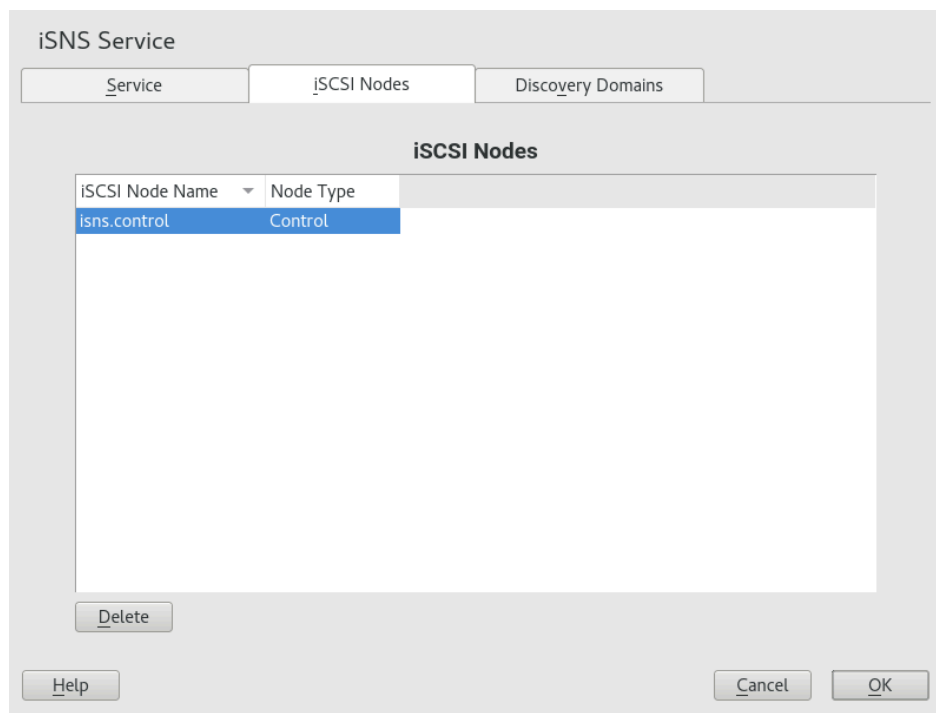 iSNS Service
Service iSCSI Nodes Discovery Domains
iSCSI Nodes
iSCSI Node Name Node Type
isns.control Control
Delete
Help Cancel OK